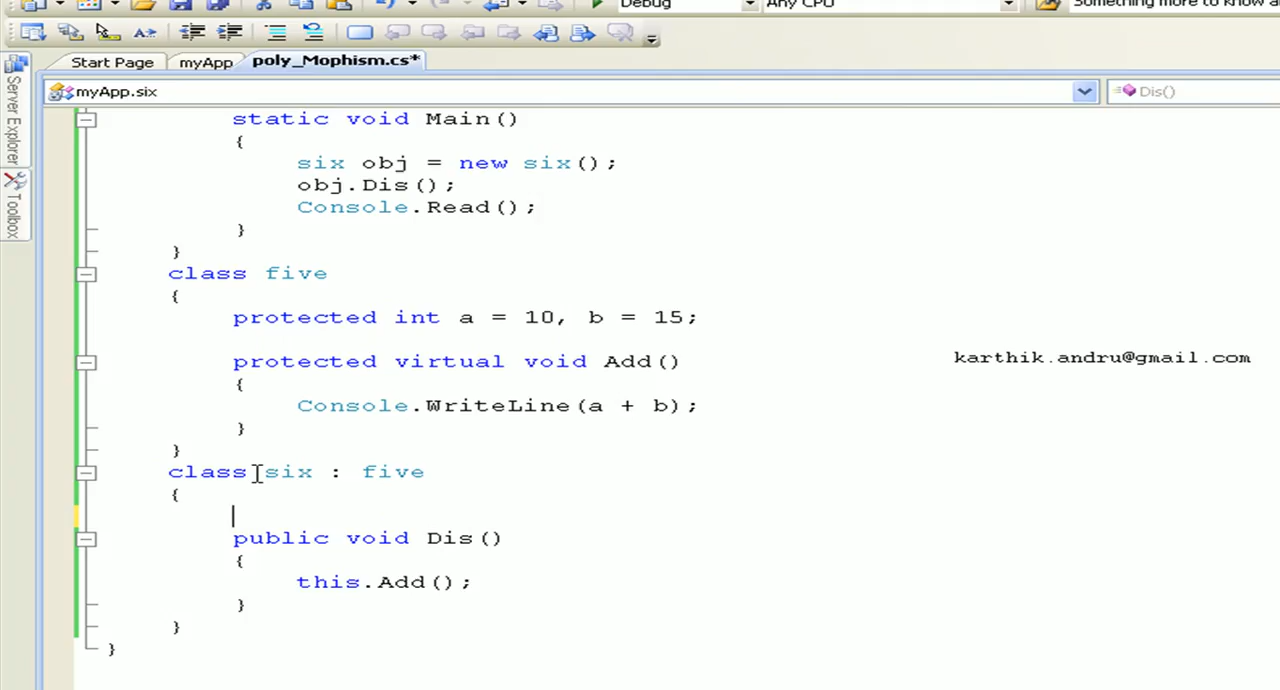 Debug Any CPU Something more to know a
Start Page myApp poly_Mophism.cs*
myApp.six Dis()
Server Explorer
Toolbox
static void Main()
{
six obj = new six();
obj.Dis();
Console.Read();
}
}
class five
{
protected int a = 10, b = 15;
protected virtual void Add()
karthik.andru@gmail.com
{
Console.WriteLine(a + b);
}
}
class six : five
{
public void Dis()
{
this.Add();
}
}
}